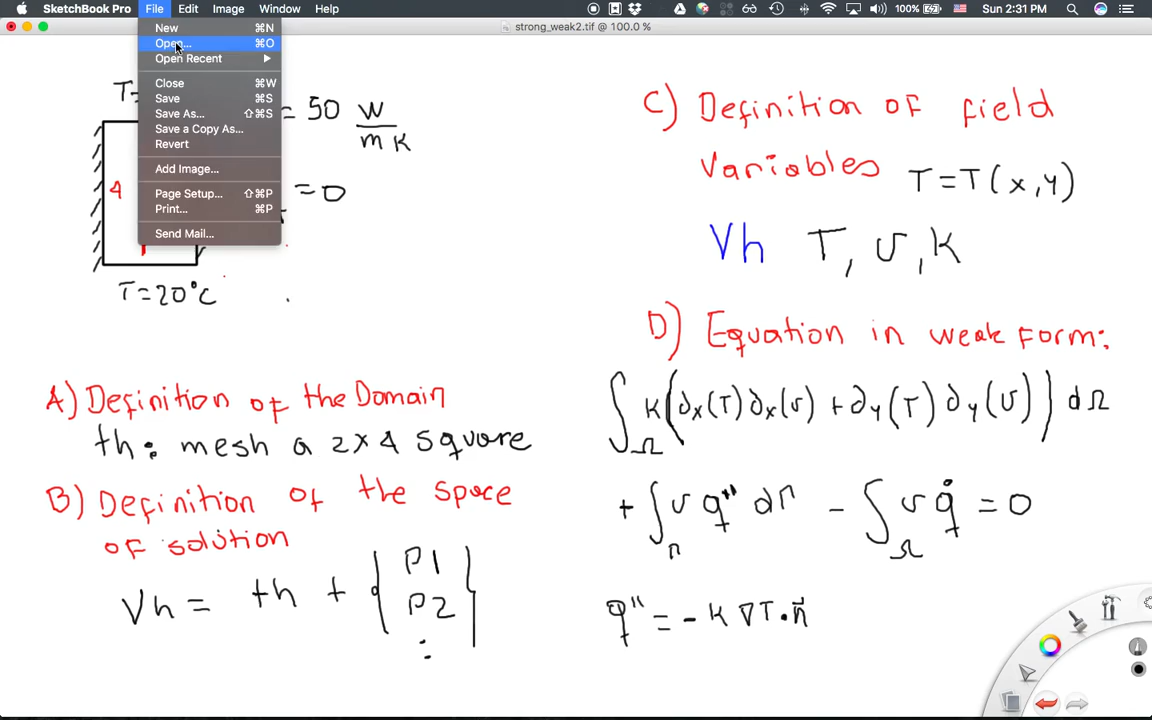 SketchBook Pro File Edit Image Window Help 100% Sun 2:31 PM
strong_weak2.tif @ 100.0 %
New ⌘N
Open... ⌘O
Open Recent
Close ⌘W
Save ⌘S
Save As... ⇧⌘S
Save a Copy As...
Revert
Add Image...
Page Setup... ⇧⌘P
Print... ⌘P
Send Mail...
T=
= 50 W/mK
4
= 0
T=20°C
A) Definition of the Domain
th: mesh a 2x4 square
B) Definition of the space
of solution
Vh = th + { P1
P2
:
C) Definition of field
Variables T=T(x,y)
Vh T, v, k
D) Equation in weak form:
∫Ω k(∂x(T)∂x(v) + ∂y(T)∂y(v)) dΩ
+ ∫Γ v q'' dΓ - ∫Ω v q̇ = 0
q'' = -k ∇T·n⃗